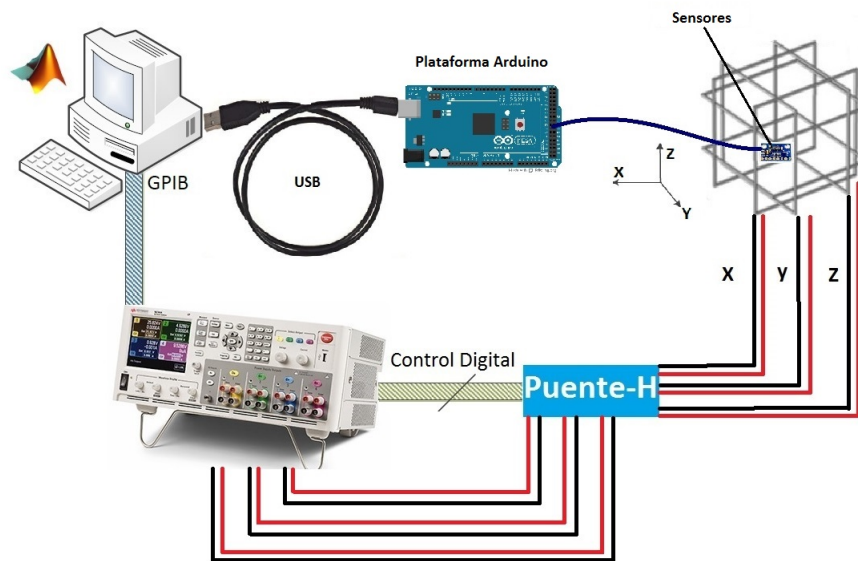 Sensores
Plataforma Arduino
GPIB
USB
Z
X
Y
X
Y
Z
Control Digital
Puente-H